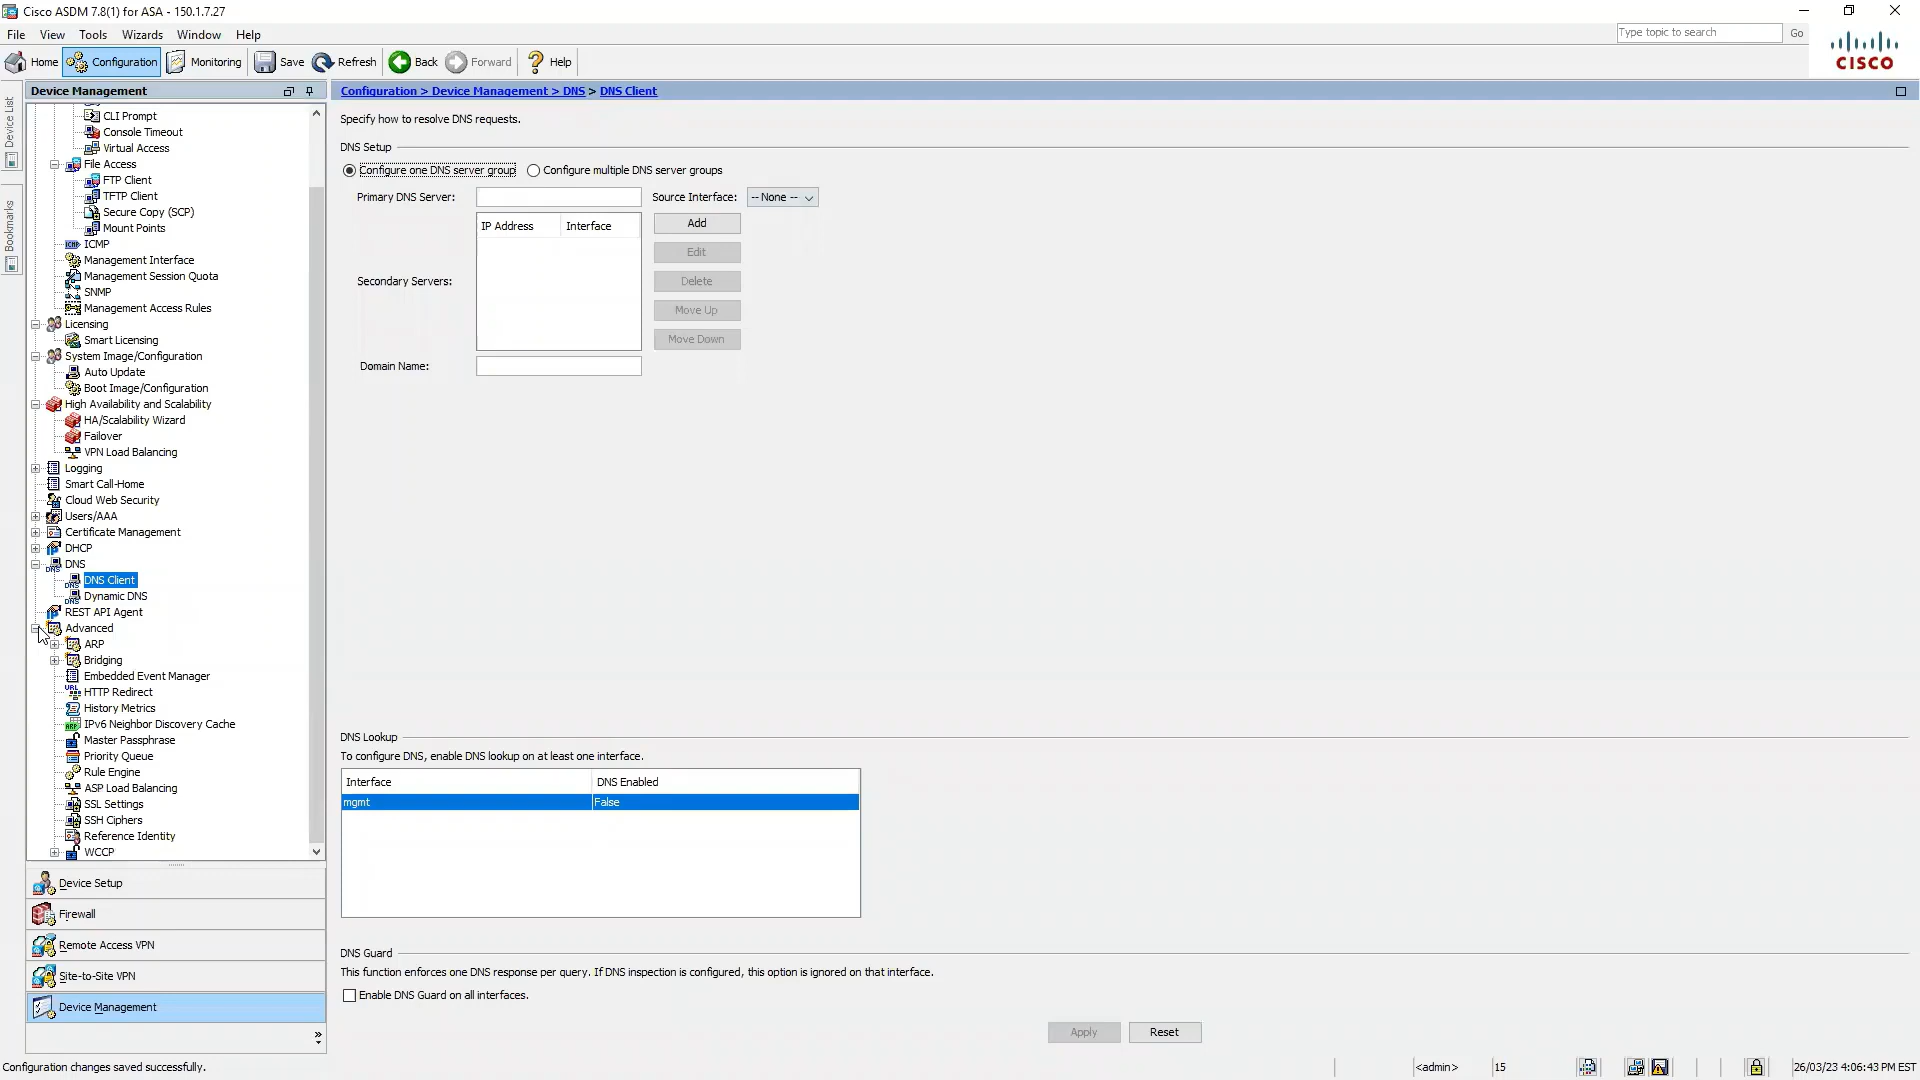 Cisco ASDM 7.8(1) for ASA - 150.1.7.27
File View Tools Wizards Window Help
Type topic to search Go
CISCO
Home Configuration Monitoring Save Refresh Back Forward Help
Device List
Bookmarks
Device Management
CLI Prompt
Console Timeout
Virtual Access
File Access
FTP Client
TFTP Client
Secure Copy (SCP)
Mount Points
ICMP
Management Interface
Management Session Quota
SNMP
Management Access Rules
Licensing
Smart Licensing
System Image/Configuration
Auto Update
Boot Image/Configuration
High Availability and Scalability
HA/Scalability Wizard
Failover
VPN Load Balancing
Logging
Smart Call-Home
Cloud Web Security
Users/AAA
Certificate Management
DHCP
DNS
DNS Client
Dynamic DNS
REST API Agent
Advanced
ARP
Bridging
Embedded Event Manager
HTTP Redirect
History Metrics
IPv6 Neighbor Discovery Cache
Master Passphrase
Priority Queue
Rule Engine
ASP Load Balancing
SSL Settings
SSH Ciphers
Reference Identity
WCCP
Device Setup
Firewall
Remote Access VPN
Site-to-Site VPN
Device Management
Configuration > Device Management > DNS > DNS Client
Specify how to resolve DNS requests.
DNS Setup
Configure one DNS server group Configure multiple DNS server groups
Primary DNS Server: Source Interface: -- None --
IP Address Interface
Add
Edit
Secondary Servers: Delete
Move Up
Move Down
Domain Name:
DNS Lookup
To configure DNS, enable DNS lookup on at least one interface.
Interface DNS Enabled
mgmt False
DNS Guard
This function enforces one DNS response per query. If DNS inspection is configured, this option is ignored on that interface.
Enable DNS Guard on all interfaces.
Apply Reset
Configuration changes saved successfully. <admin> 15 26/03/23 4:06:43 PM EST